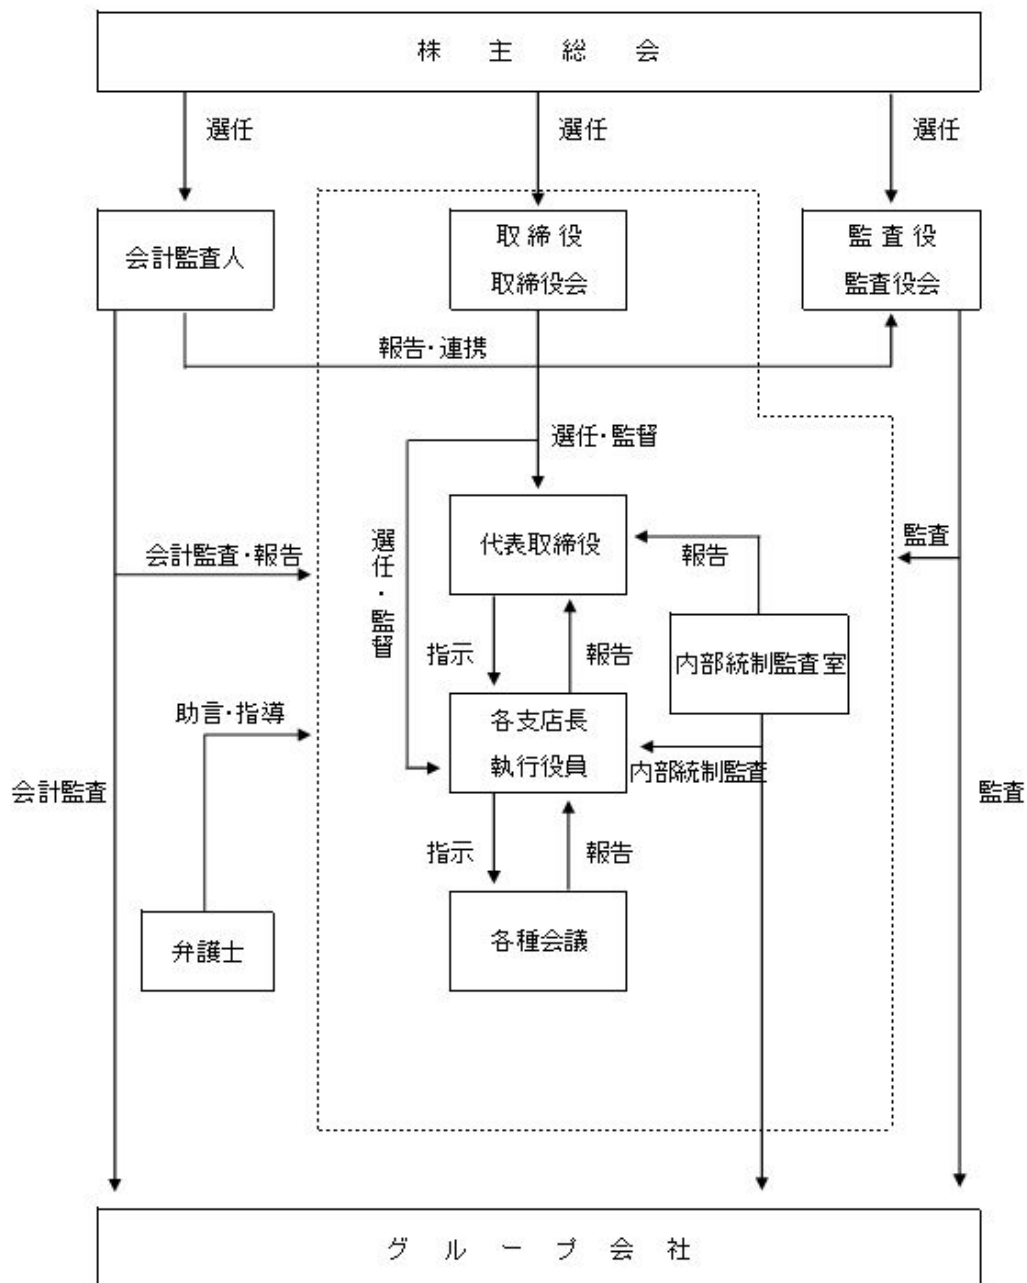 株主総会
選任
選任
選任
会計監査人
取締役
取締役会
監査役
監査役会
報告・連携
選任・監督
選任・監督
代表取締役
会計監査・報告
報告
監査
内部統制監査室
指示
報告
各支店長
執行役員
助言・指導
内部統制監査
会計監査
監査
指示
報告
弁護士
各種会議
グループ会社